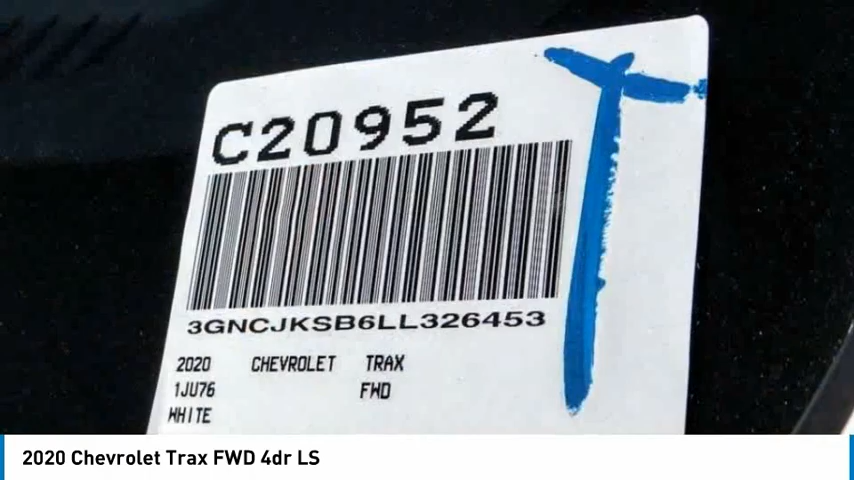 C20952
3GNCJKSB6LL326453
2020 CHEVROLET TRAX
1JU76 FWD
WHITE
2020 Chevrolet Trax FWD 4dr LS